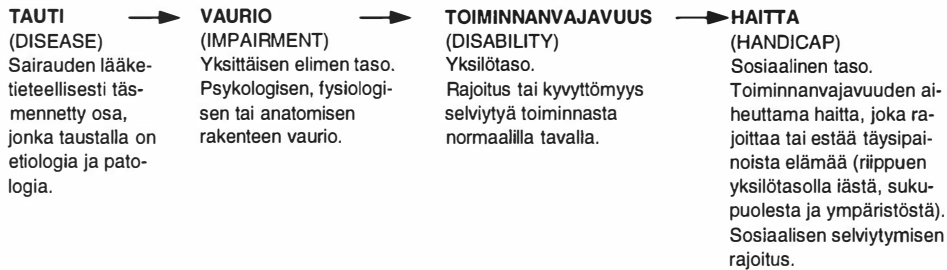 TAUTI
(DISEASE)
Sairauden lääke-
tieteellisesti täs-
mennetty osa,
jonka taustalla on
etiologia ja pato-
logia.
VAURIO
(IMPAIRMENT)
Yksittäisen elimen taso.
Psykologisen, fysiologi-
sen tai anatomisen
rakenteen vaurio.
TOIMINNANVAJAVUUS
(DISABILITY)
Yksilötaso.
Rajoitus tai kyvyttömyys
selviytyä toiminnasta
normaalilla tavalla.
HAITTA
(HANDICAP)
Sosiaalinen taso.
Toiminnanvajavuuden ai-
heuttama haitta, joka ra-
joittaa tai estää täysipai-
noista elämää (riippuen
yksilötasolla iästä, suku-
puolesta ja ympäristöstä).
Sosiaalisen selviytymisen
rajoitus.